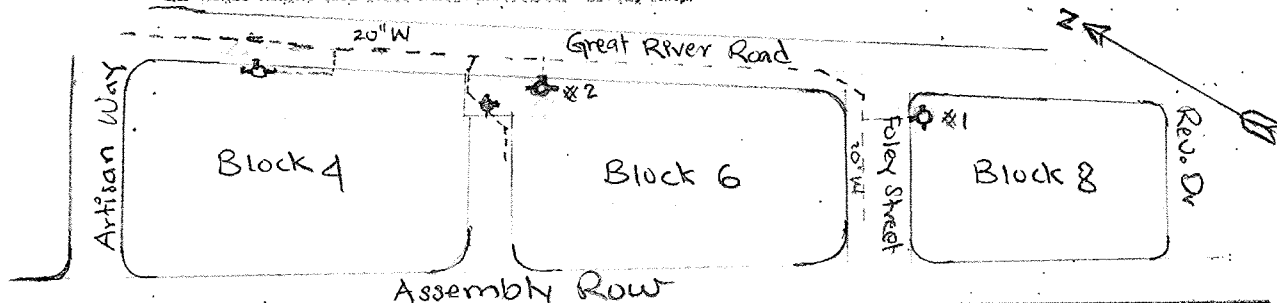 20"W
Great River Road
N
Artisan Way
Block 4
#2
Block 6
20"W
Foley Street
#1
Block 8
Rev. Dr
Assembly Row